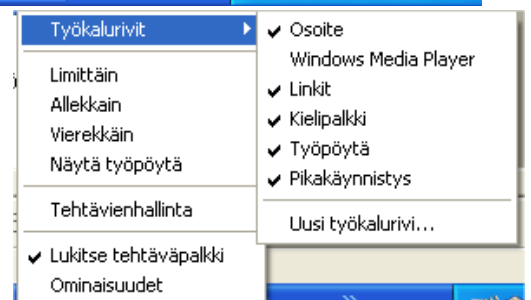 Työkalurivit
Limittäin
Allekkain
Vierekkäin
Näytä työpöytä
Tehtävienhallinta
Lukitse tehtäväpalkki
Ominaisuudet
Osoite
Windows Media Player
Linkit
Kielipalkki
Työpöytä
Pikakäynnistys
Uusi työkalurivi...